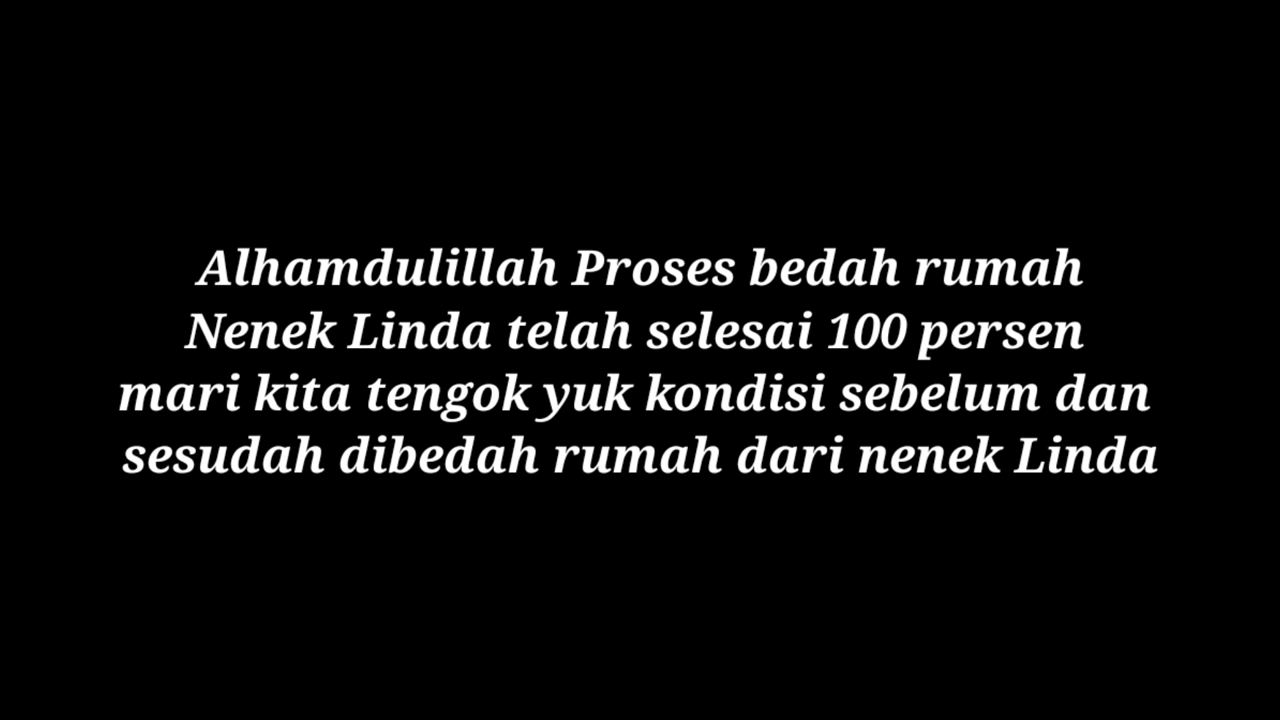 Alhamdulillah Proses bedah rumah
Nenek Linda telah selesai 100 persen
mari kita tengok yuk kondisi sebelum dan
sesudah dibedah rumah dari nenek Linda